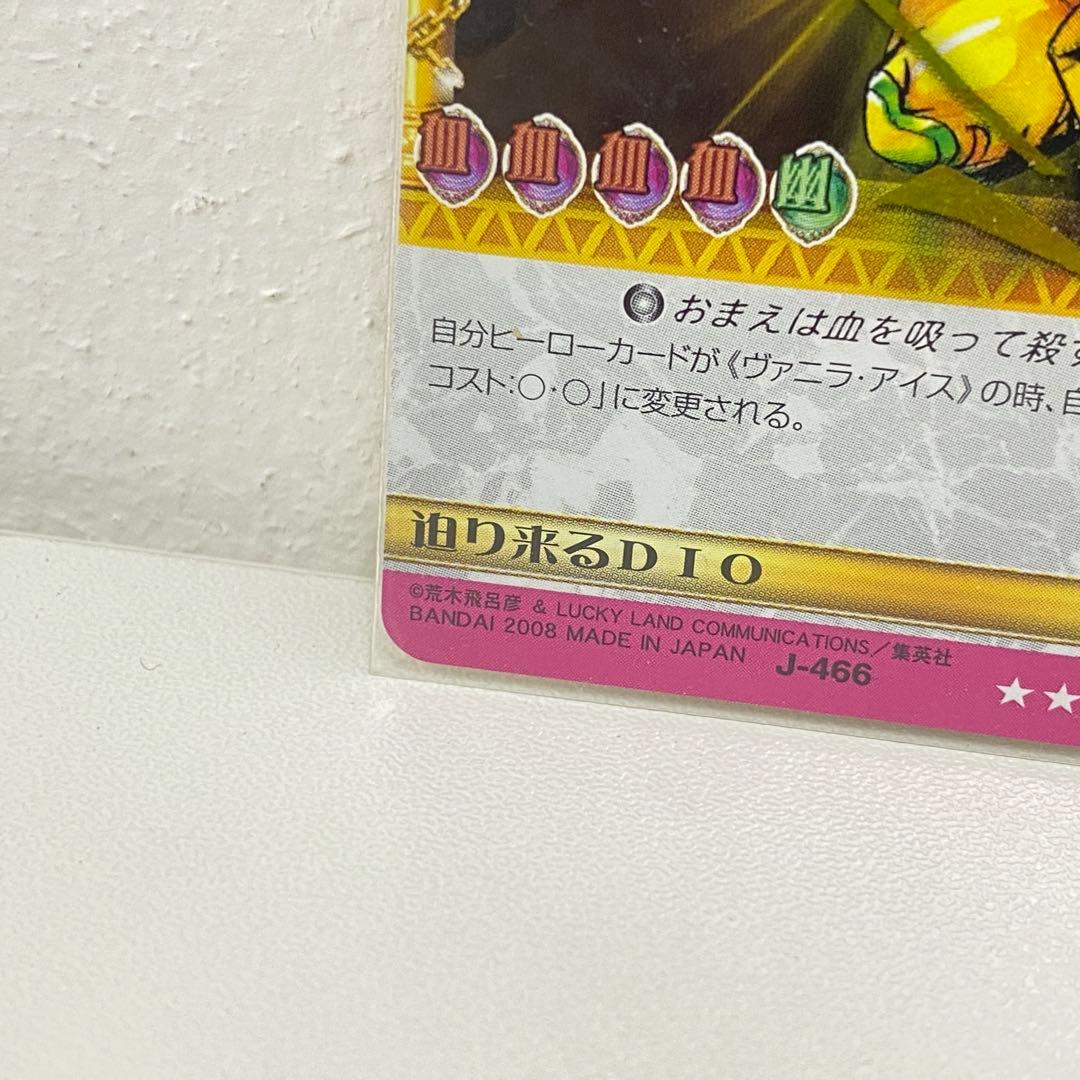 血 血 血 血
おまえは血を吸って殺す
自分ヒーローカードが《ヴァニラ・アイス》の時、自
コスト:○・○」に変更される。
迫り来るDIO
©荒木飛呂彦 & LUCKY LAND COMMUNICATIONS/集英社
BANDAI 2008 MADE IN JAPAN J-466
★★